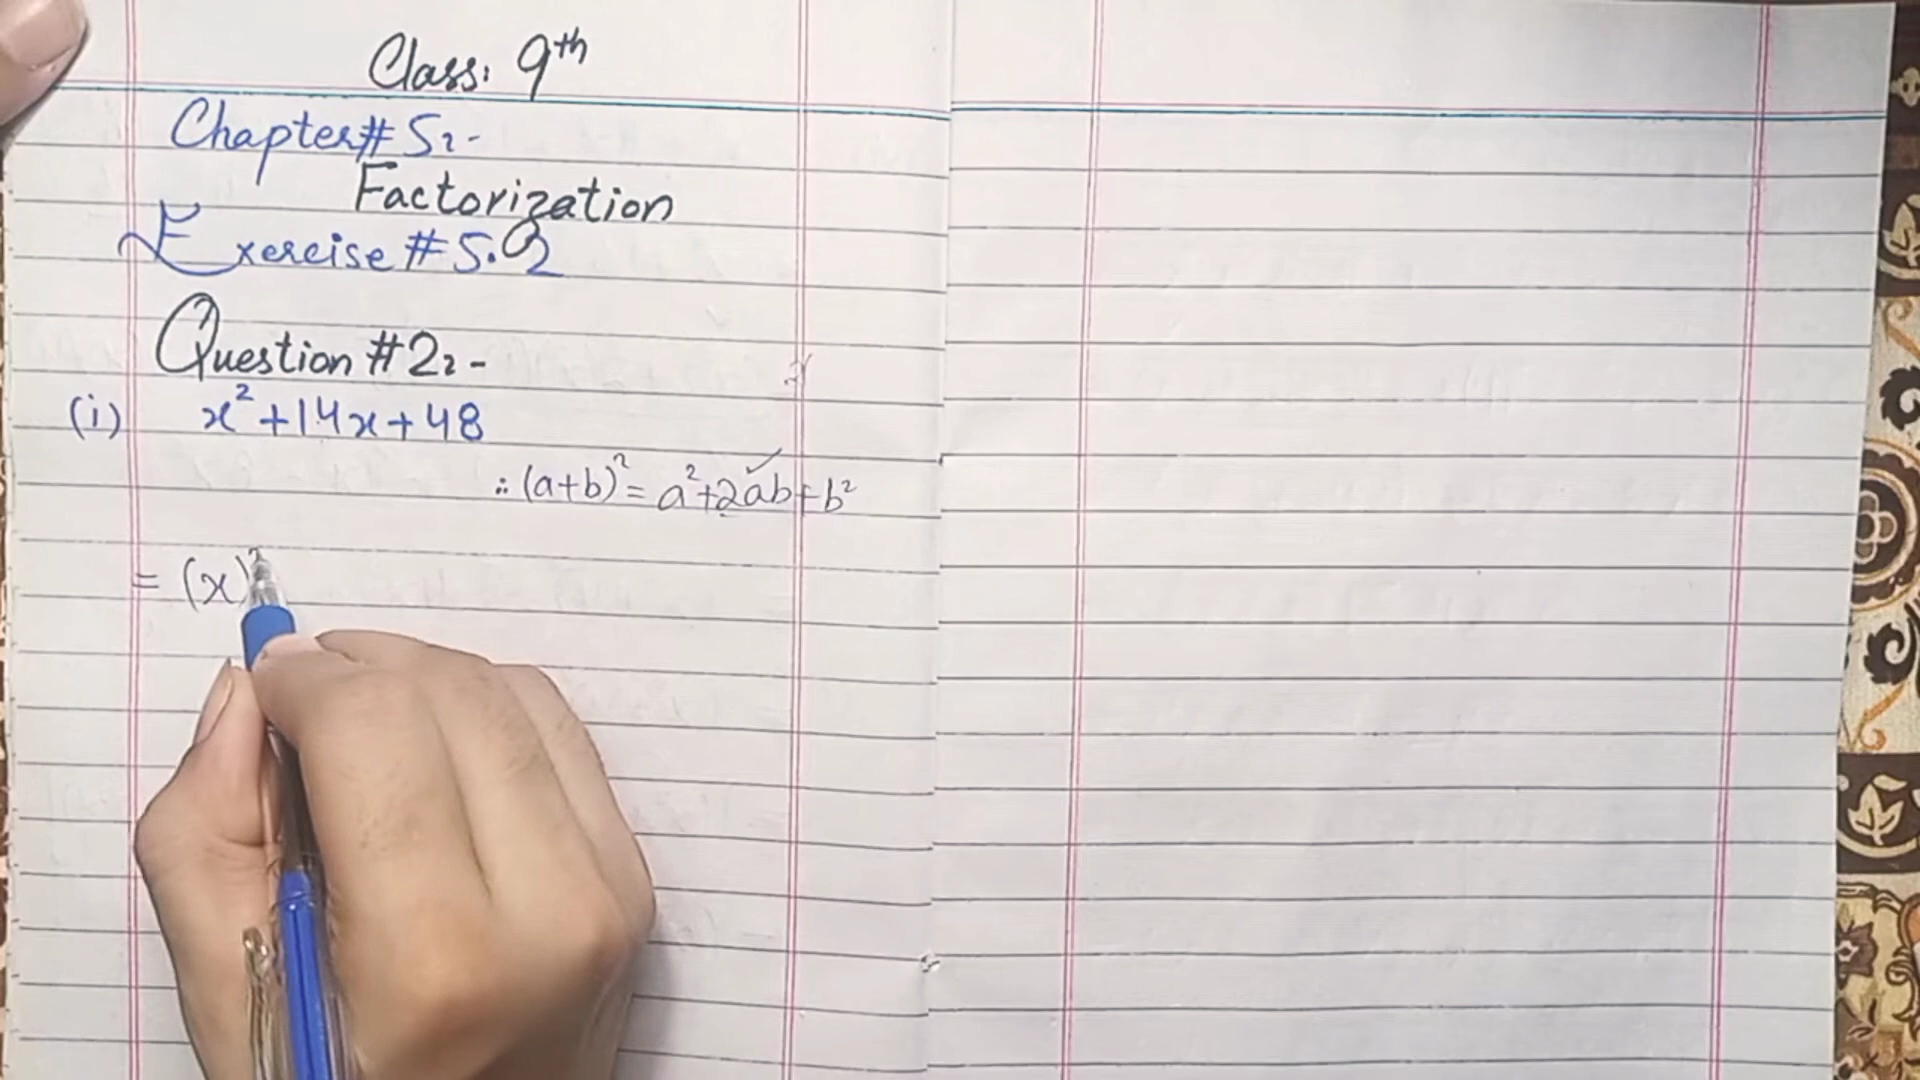 Class: 9th
Chapter# 5:-
Factorization
Exercise # 5.2
Question #2:-
(i) x² + 14x + 48
∴ (a+b)² = a² + 2ab + b²
= (x)²